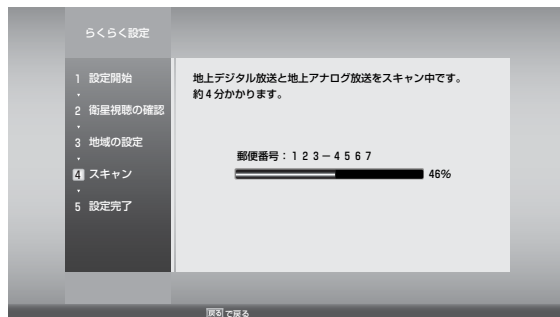 らくらく設定
1 設定開始
2 衛星視聴の確認
3 地域の設定
4 スキャン
5 設定完了
地上デジタル放送と地上アナログ放送をスキャン中です。
約4分かかります。
郵便番号：123－4567
46%
戻る で戻る